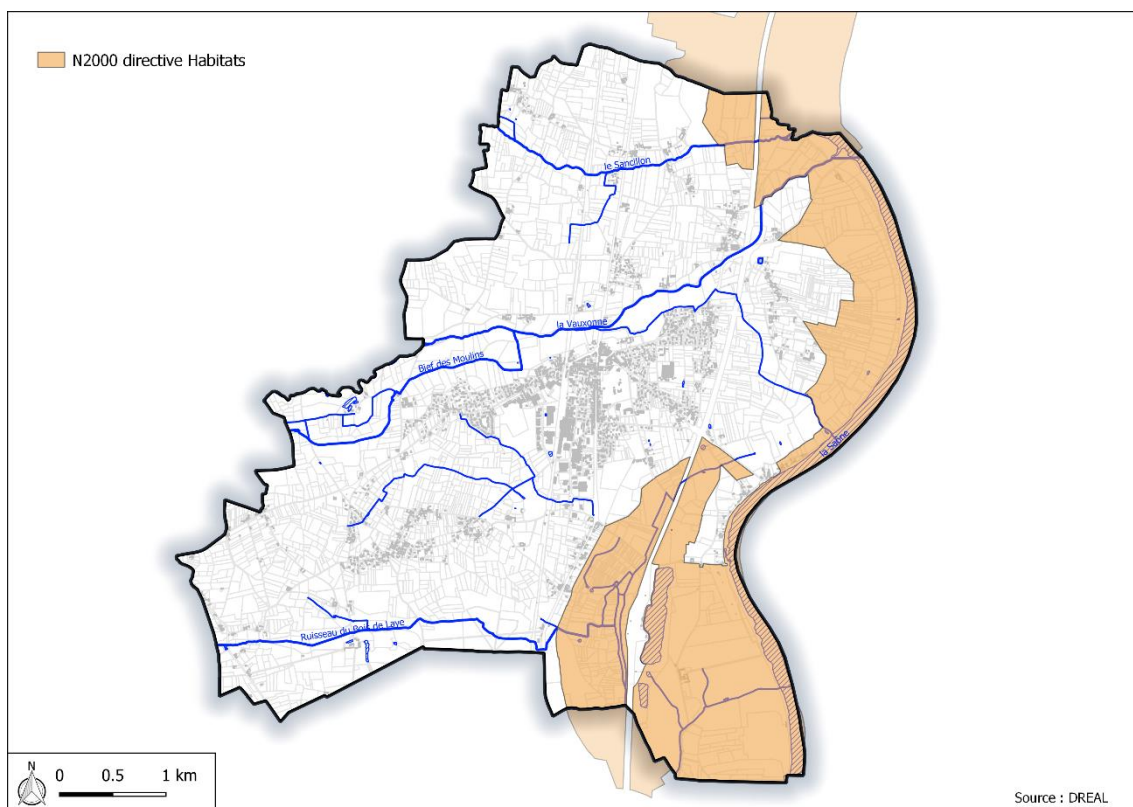 N2000 directive Habitats
le Sancillon
la Vauxonne
Bief des Moulins
la Saône
Ruisseau du Bois de Laye
N
0 0.5 1 km
Source : DREAL